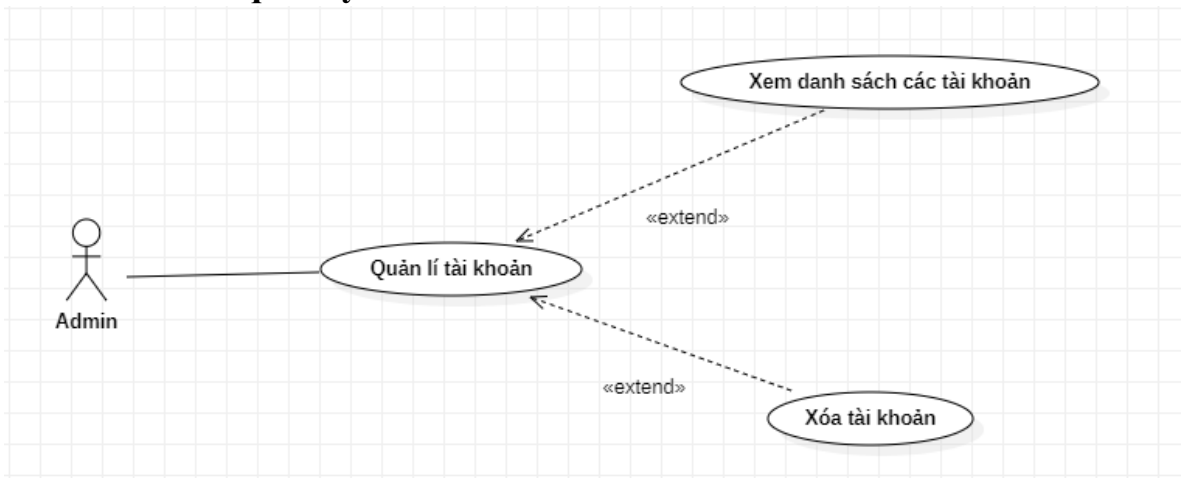 Xem danh sách các tài khoản
«extend»
Quản lí tài khoản
Admin
«extend»
Xóa tài khoản